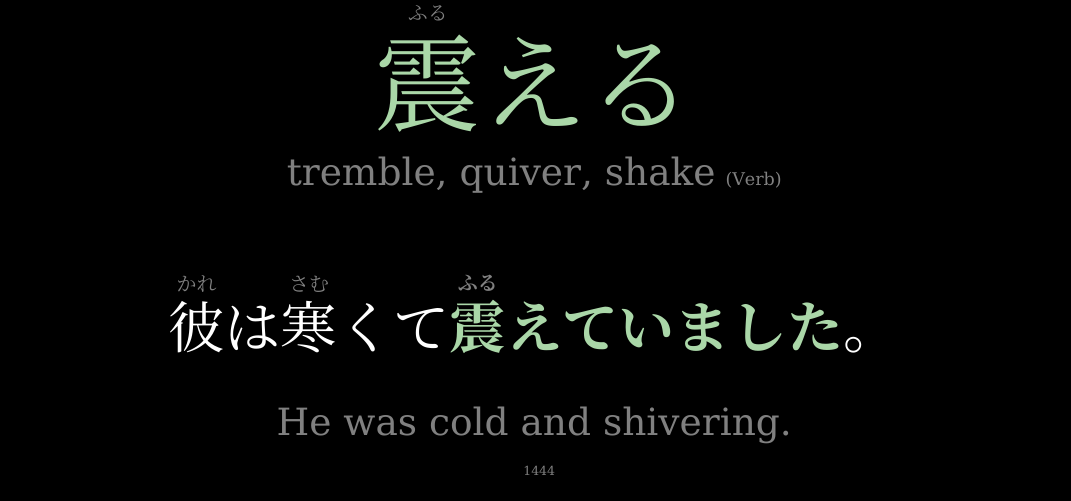 ふる
震える
tremble, quiver, shake (Verb)
かれ さむ ふる
彼は寒くて震えていました。
He was cold and shivering.
1444